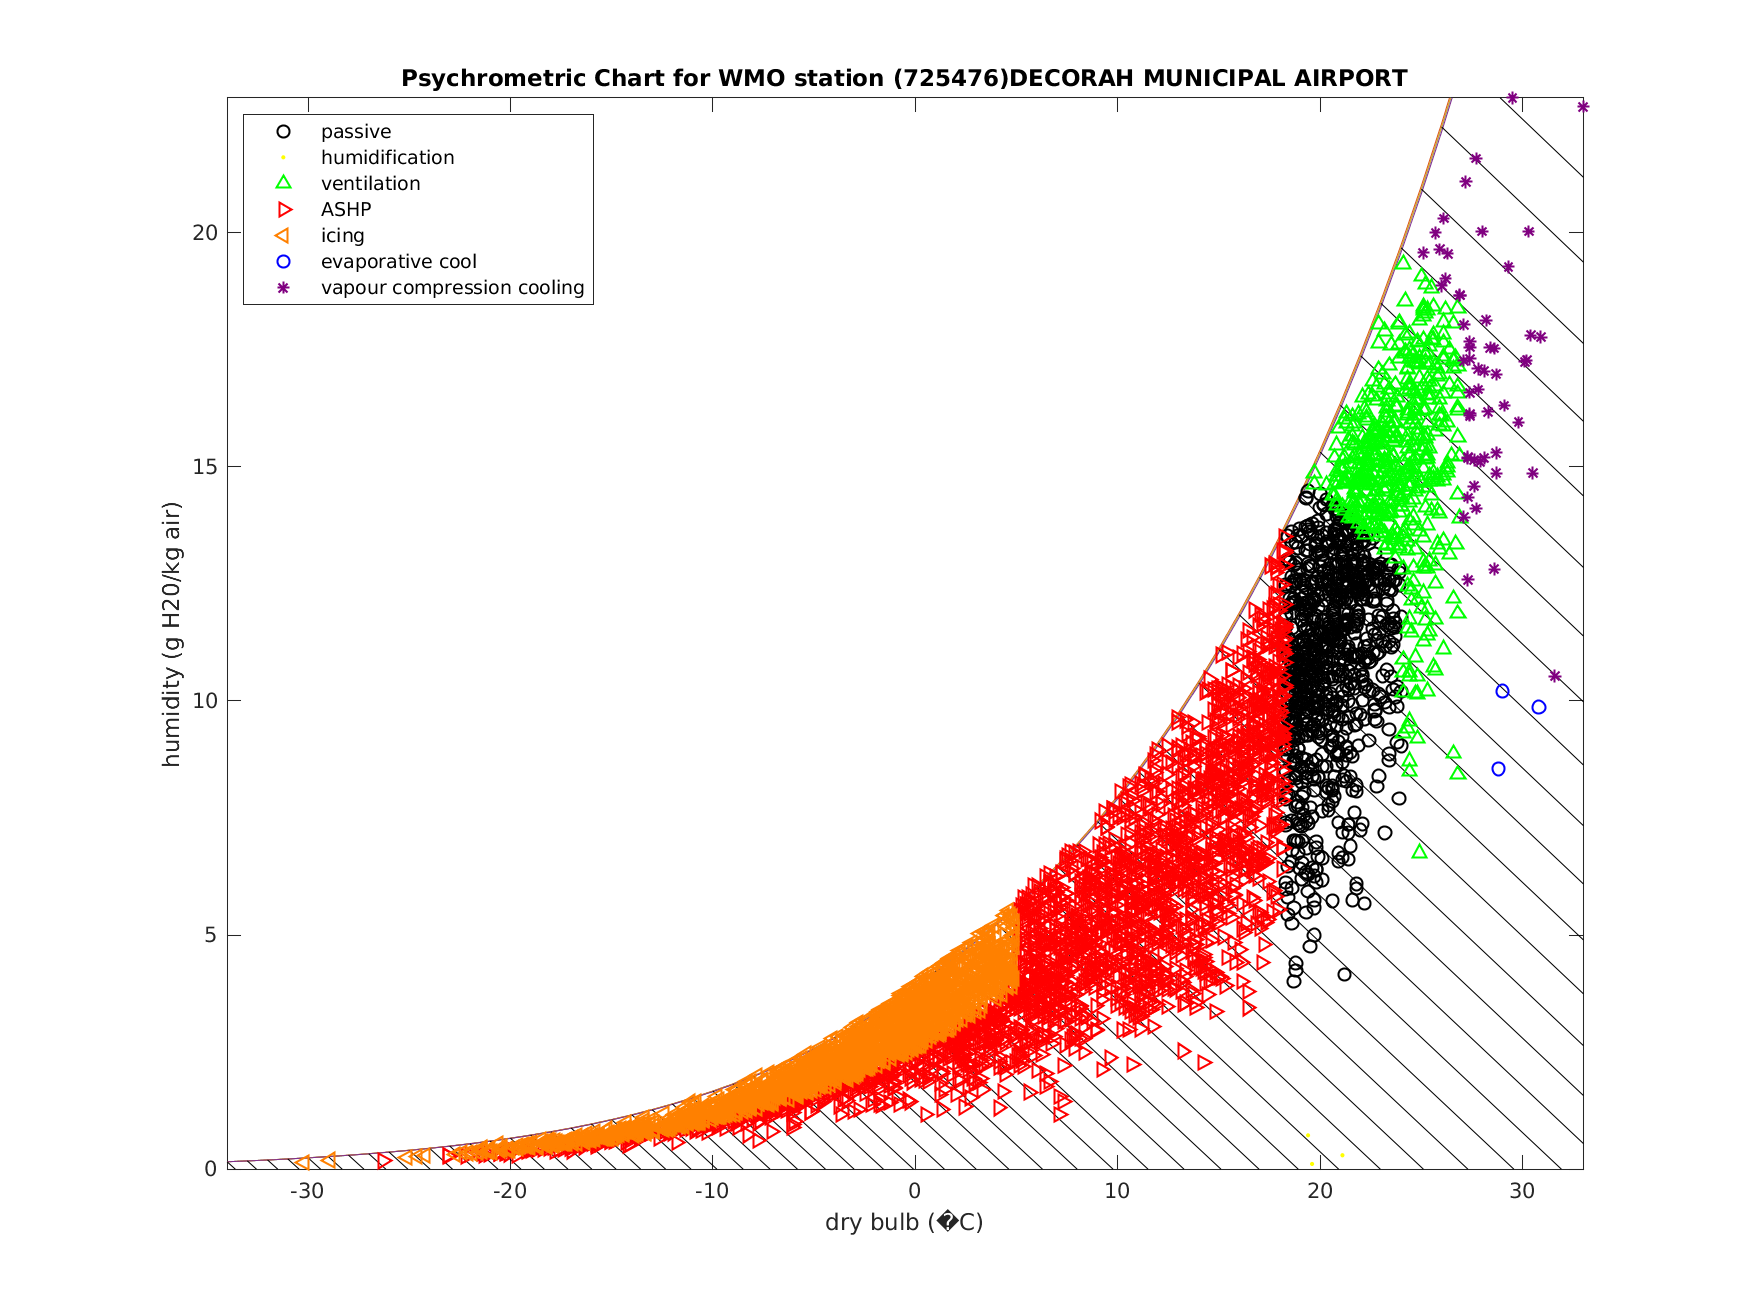 Psychrometric Chart for WMO station (725476)DECORAH MUNICIPAL AIRPORT
passive
humidification
ventilation
ASHP
icing
evaporative cool
vapour compression cooling
humidity (g H20/kg air)
20
15
10
5
0
-30 -20 -10 0 10 20 30
dry bulb (�C)